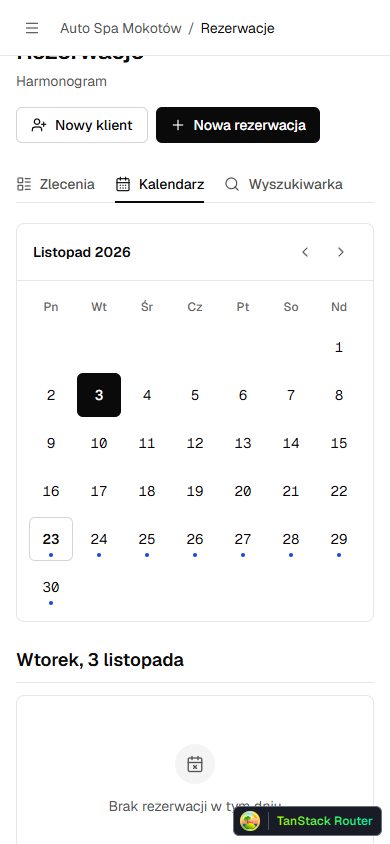 Auto Spa Mokotów / Rezerwacje
Rezerwacje
Harmonogram
Nowy klient
Nowa rezerwacja
Zlecenia
Kalendarz
Wyszukiwarka
Listopad 2026
Pn Wt Śr Cz Pt So Nd
1
2 3 4 5 6 7 8
9 10 11 12 13 14 15
16 17 18 19 20 21 22
23 24 25 26 27 28 29
30
Wtorek, 3 listopada
Brak rezerwacji w tym dniu
TanStack Router